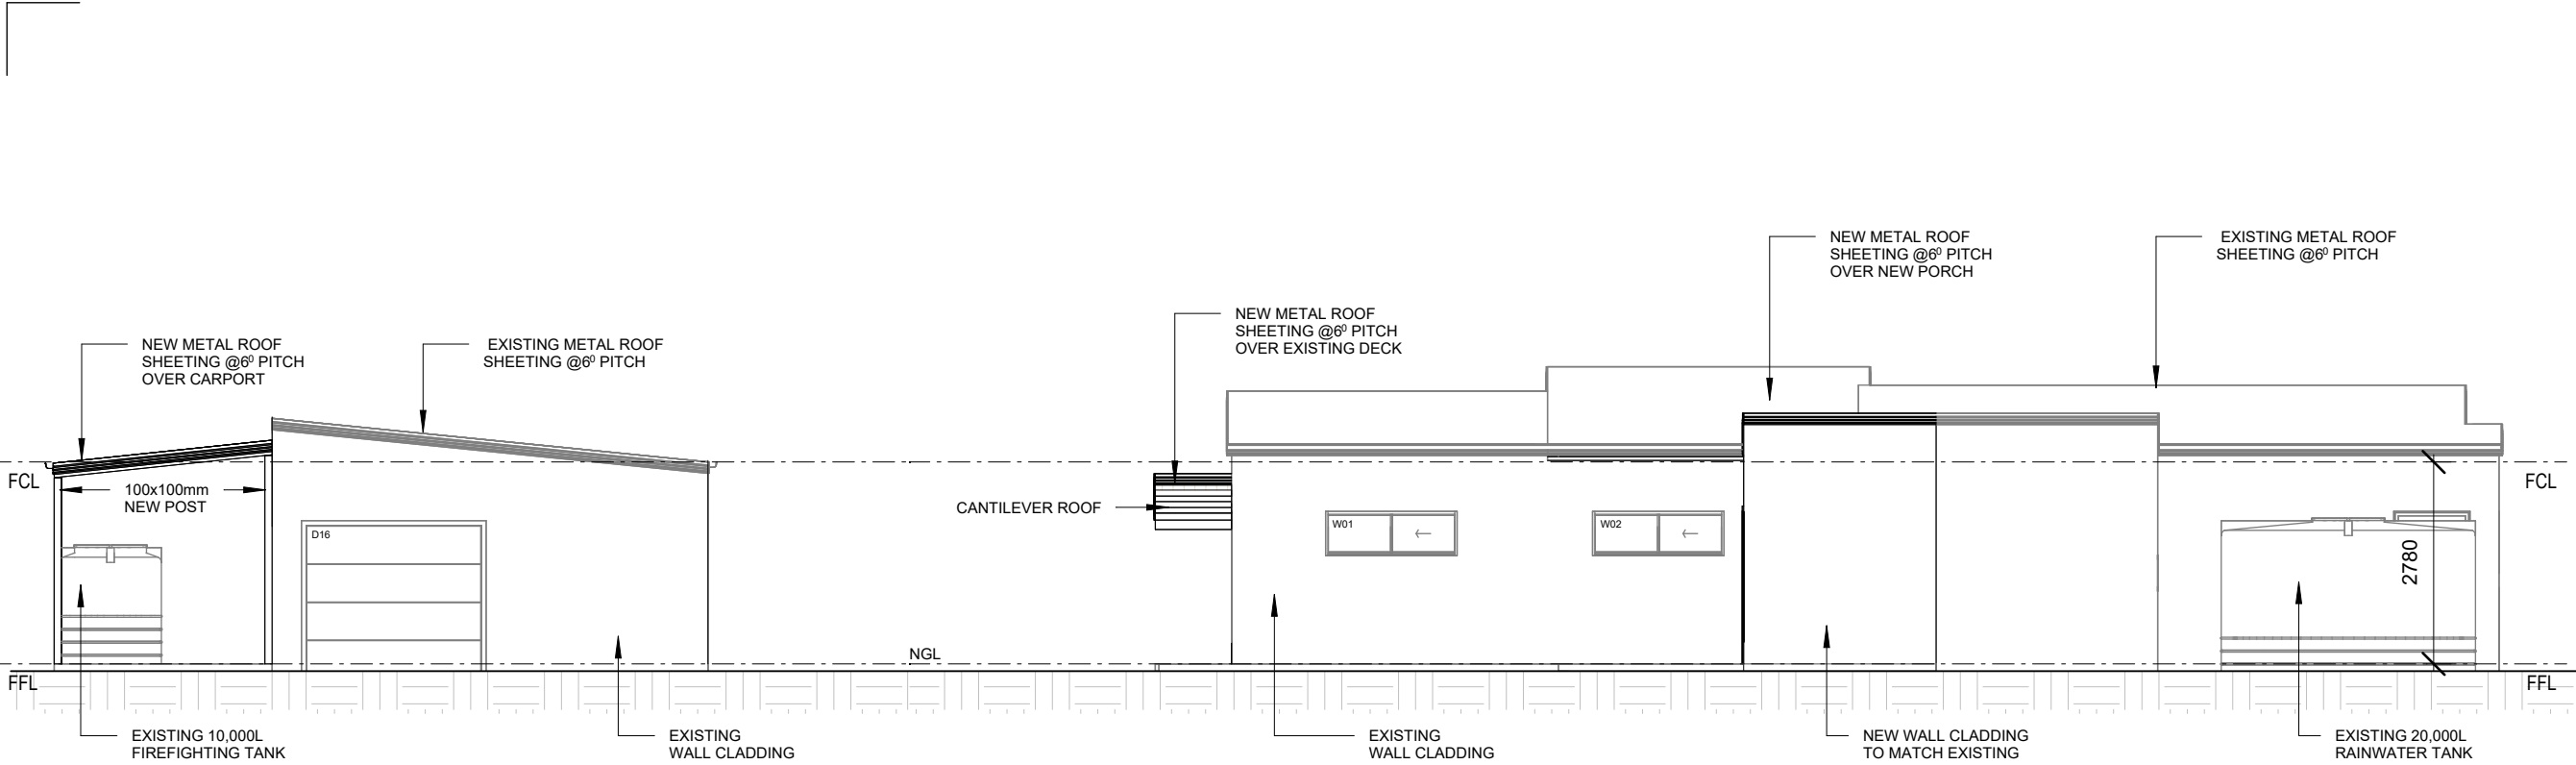 NEW METAL ROOF
SHEETING @6⁰ PITCH
OVER NEW PORCH
EXISTING METAL ROOF
SHEETING @6⁰ PITCH
NEW METAL ROOF
SHEETING @6⁰ PITCH
OVER EXISTING DECK
NEW METAL ROOF
SHEETING @6⁰ PITCH
OVER CARPORT
EXISTING METAL ROOF
SHEETING @6⁰ PITCH
FCL
100x100mm
NEW POST
CANTILEVER ROOF
FCL
D16
W01
W02
2780
NGL
FFL
FFL
EXISTING 10,000L
FIREFIGHTING TANK
EXISTING
WALL CLADDING
EXISTING
WALL CLADDING
NEW WALL CLADDING
TO MATCH EXISTING
EXISTING 20,000L
RAINWATER TANK